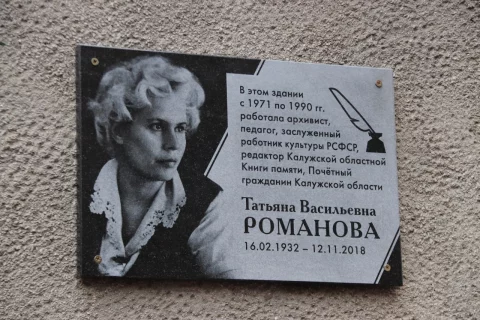 В этом здании
с 1971 по 1990 гг.
работала архивист,
педагог, заслуженный
работник культуры РСФСР,
редактор Калужской областной
Книги памяти, Почётный
гражданин Калужской области
Татьяна Васильевна
РОМАНОВА
16.02.1932 – 12.11.2018